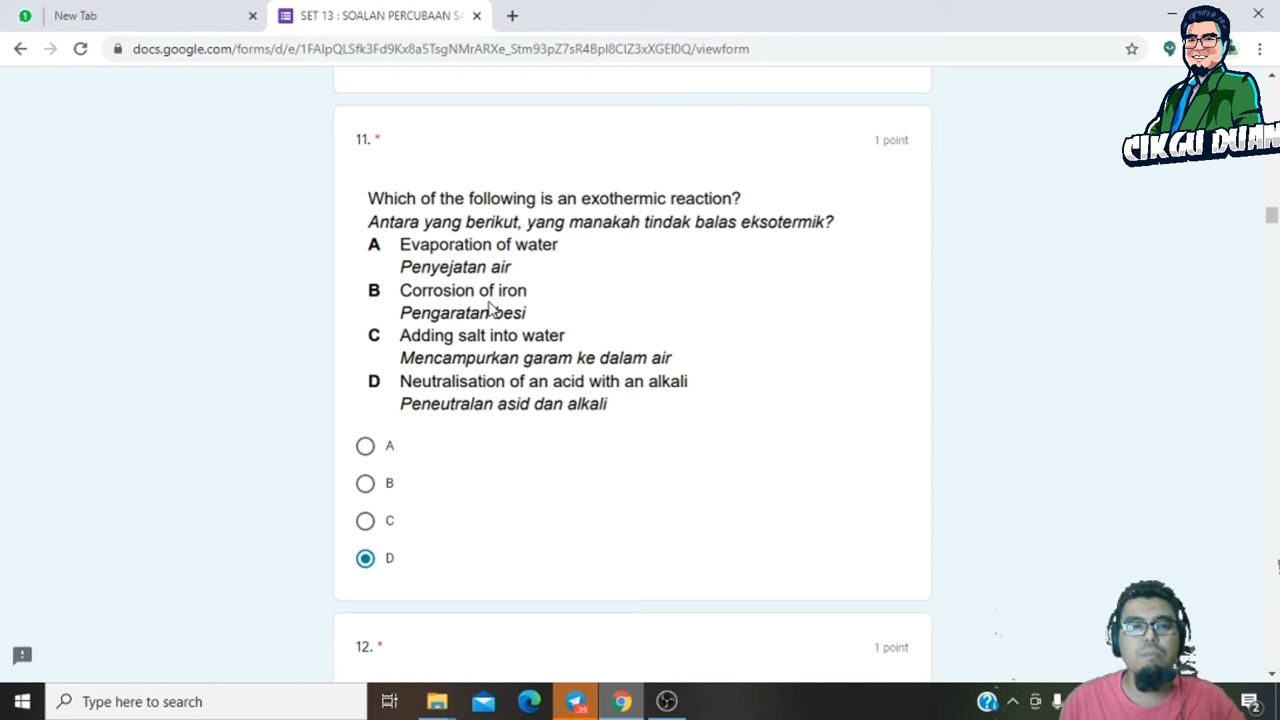 New Tab
SET 13 : SOALAN PERCUBAAN SA
docs.google.com/forms/d/e/1FAIpQLSfk3Fd9Kx8a5TsgNMrARXe_Stm93pZ7sR4BpI8CIZ3xXGEI0Q/viewform
CIKGU DUAN
11. *
1 point
Which of the following is an exothermic reaction?
Antara yang berikut, yang manakah tindak balas eksotermik?
A Evaporation of water
Penyejatan air
B Corrosion of iron
Pengaratan besi
C Adding salt into water
Mencampurkan garam ke dalam air
D Neutralisation of an acid with an alkali
Peneutralan asid dan alkali
A
B
C
D
12. *
1 point
Type here to search
39
2